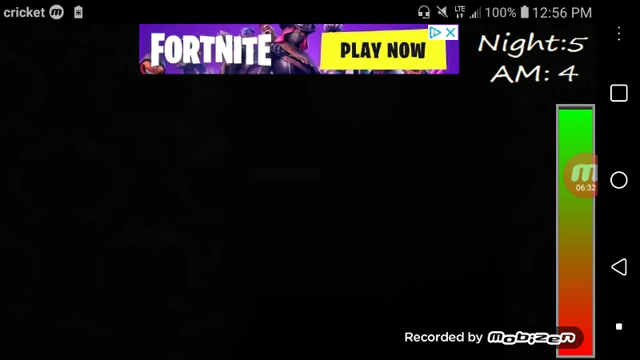 cricket m LTE 100% 12:56 PM
FORTNITE PLAY NOW
Night:5
AM: 4
06:32
Recorded by mobizen